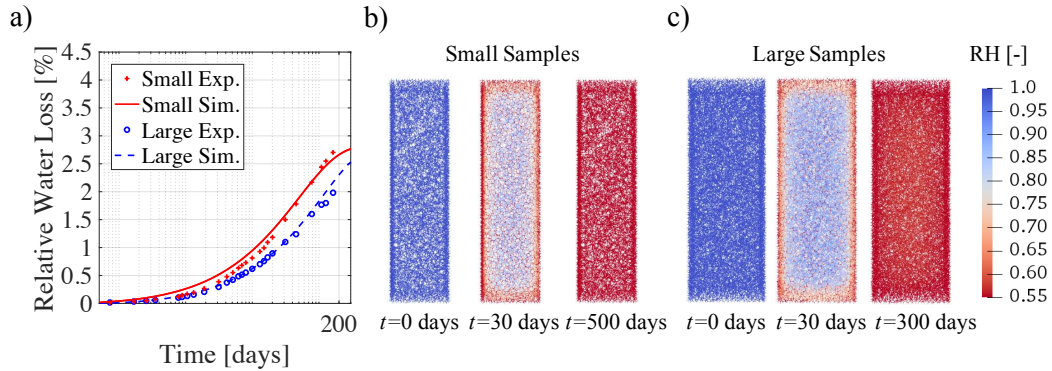 a)
Relative Water Loss [%]
4.5
4
3.5
3
2.5
2
1.5
1
0.5
0
Small Exp.
Small Sim.
Large Exp.
Large Sim.
200
Time [days]
b)
Small Samples
t=0 days
t=30 days
t=500 days
c)
Large Samples
t=0 days
t=30 days
t=300 days
RH [-]
1.0
0.95
0.90
0.85
0.80
0.75
0.70
0.65
0.60
0.55